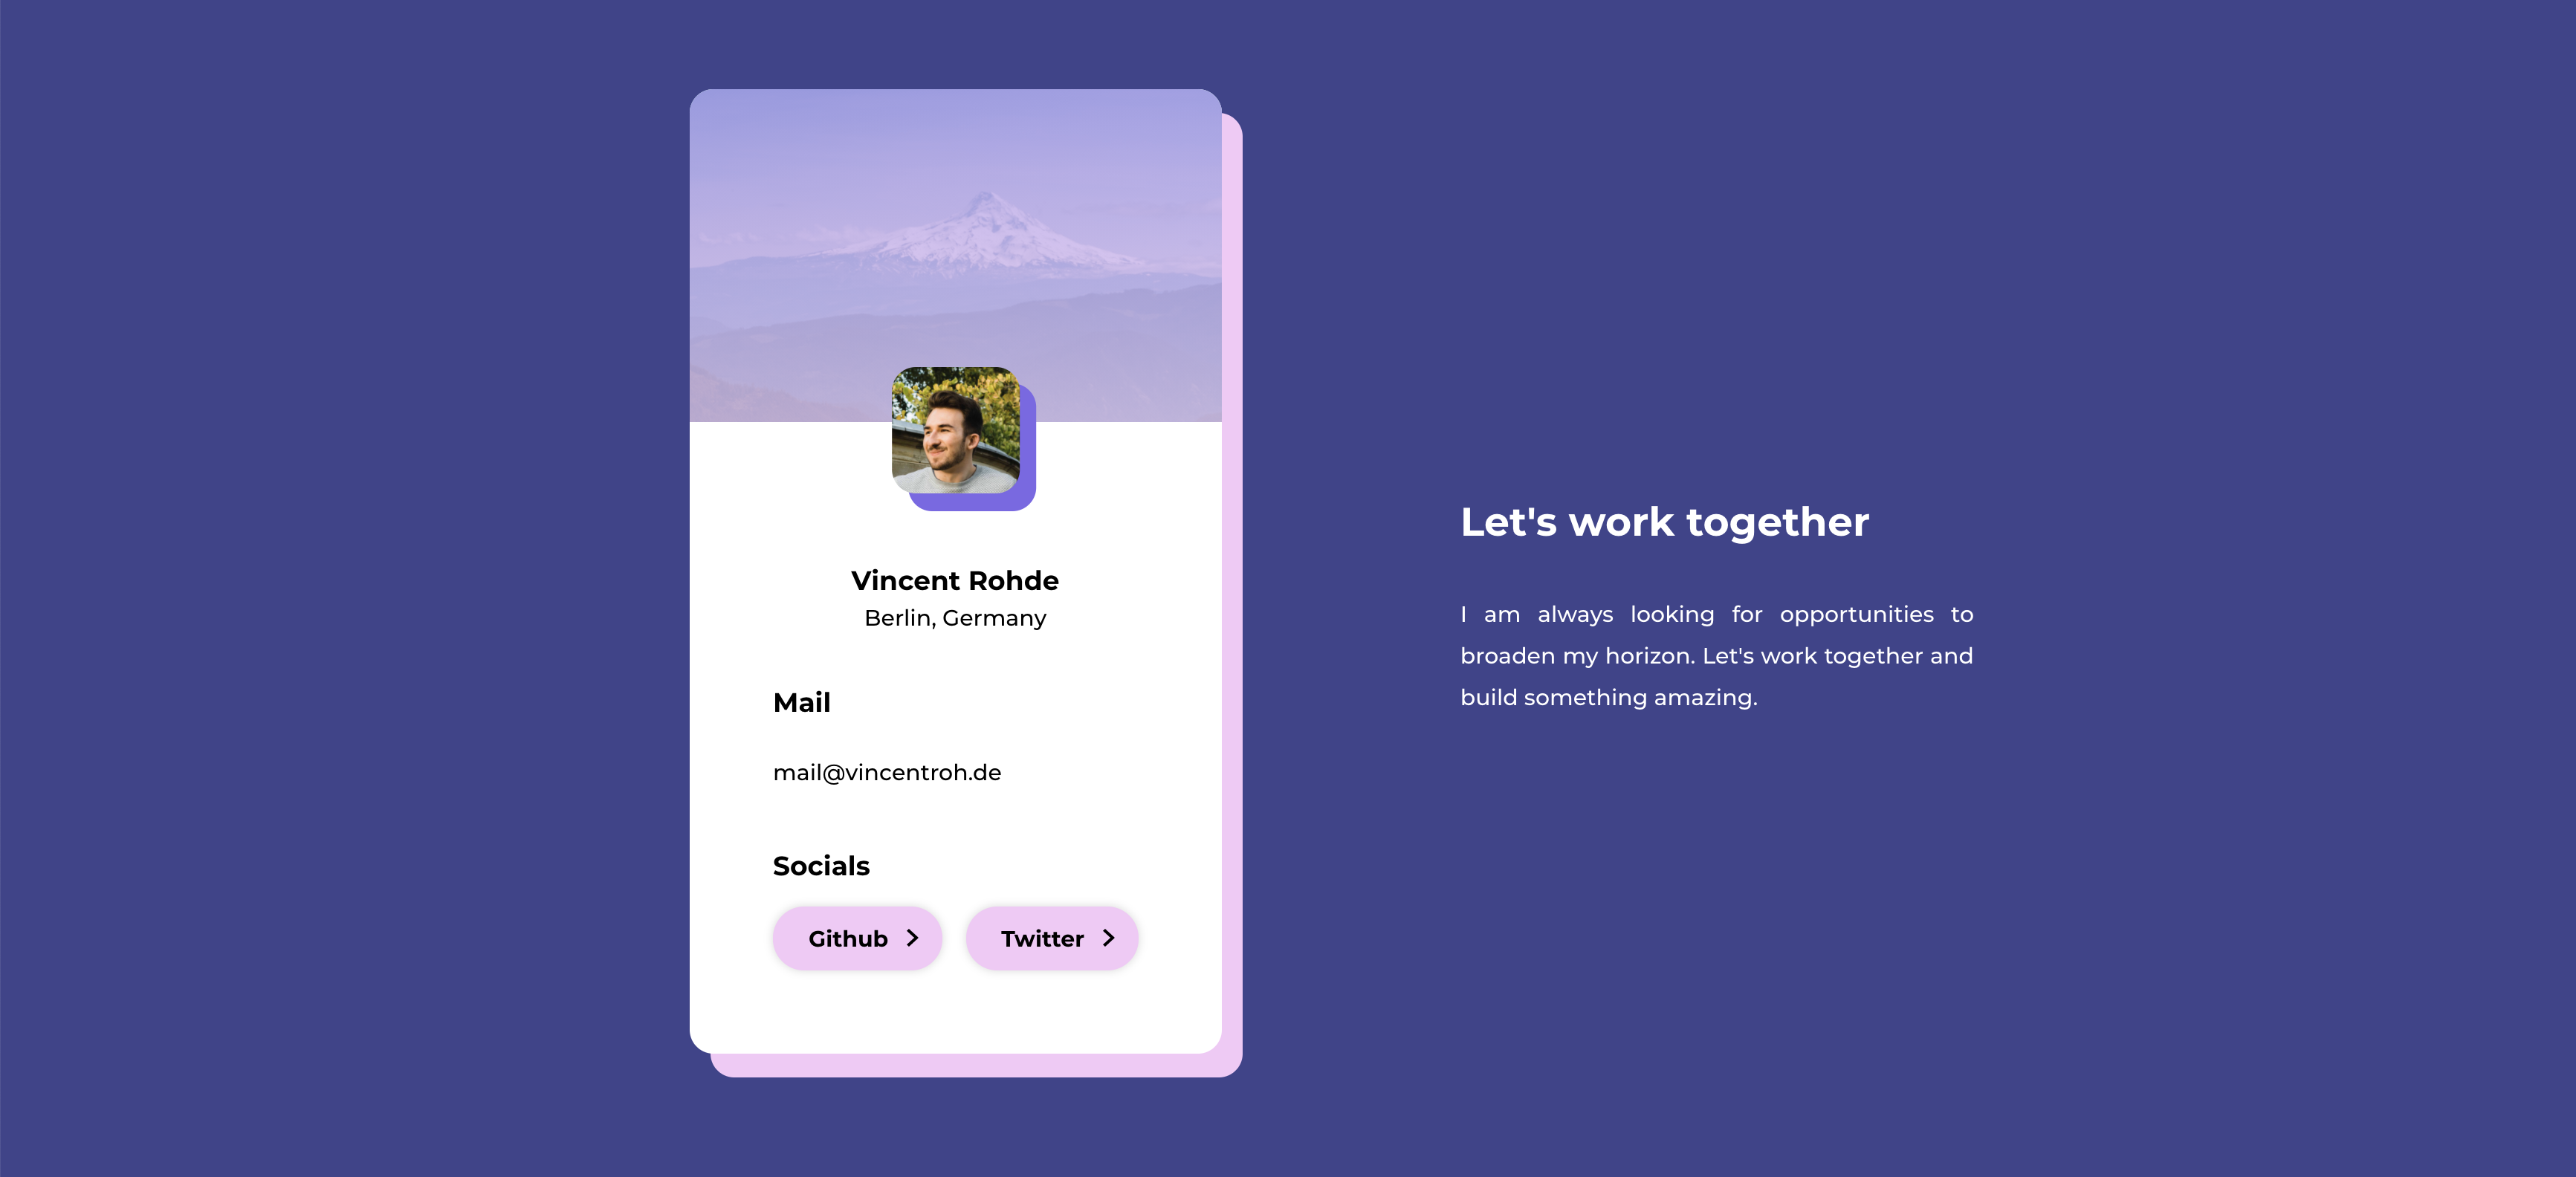 Vincent Rohde
Berlin, Germany
Mail
mail@vincentroh.de
Socials
Github
Twitter
Let's work together
I am always looking for opportunities to
broaden my horizon. Let's work together and
build something amazing.